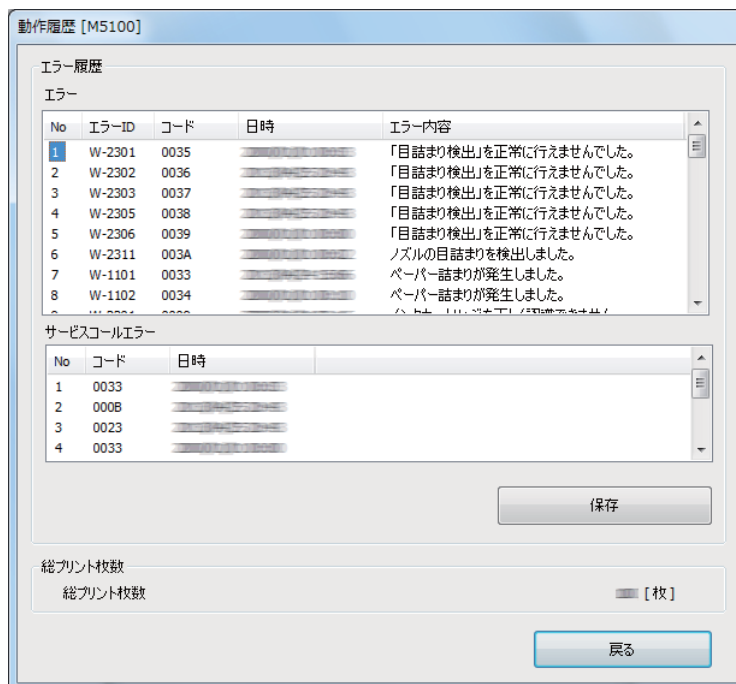 動作履歴 [M5100]
エラー履歴
エラー
No エラーID コード 日時 エラー内容
1 W-2301 0035 「目詰まり検出」を正常に行えませんでした。
2 W-2302 0036 「目詰まり検出」を正常に行えませんでした。
3 W-2303 0037 「目詰まり検出」を正常に行えませんでした。
4 W-2305 0038 「目詰まり検出」を正常に行えませんでした。
5 W-2306 0039 「目詰まり検出」を正常に行えませんでした。
6 W-2311 003A ノズルの目詰まりを検出しました。
7 W-1101 0033 ペーパー詰まりが発生しました。
8 W-1102 0034 ペーパー詰まりが発生しました。
サービスコールエラー
No コード 日時
1 0033
2 000B
3 0023
4 0033
保存
総プリント枚数
総プリント枚数 [枚]
戻る